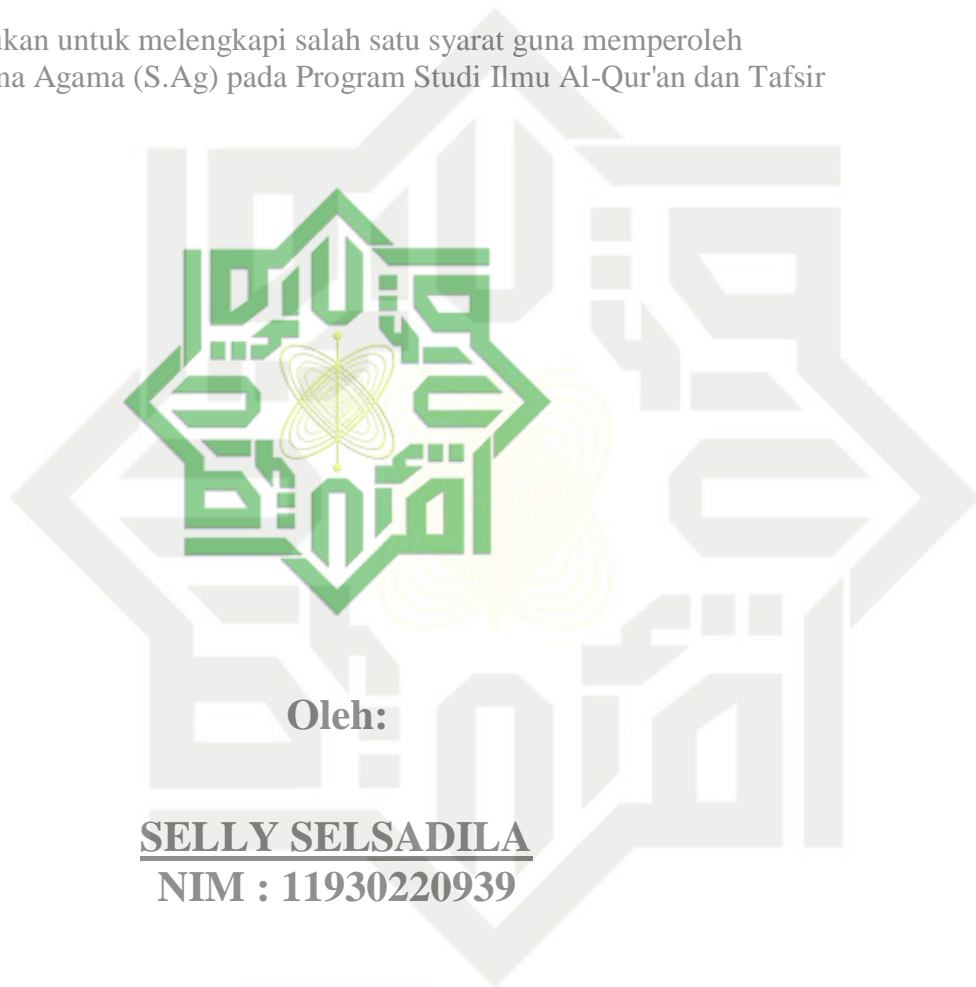 ukan untuk melengkapi salah satu syarat guna memperoleh
na Agama (S.Ag) pada Program Studi Ilmu Al-Qur'an dan Tafsir
Oleh:
SELLY SELSADILA
NIM : 11930220939